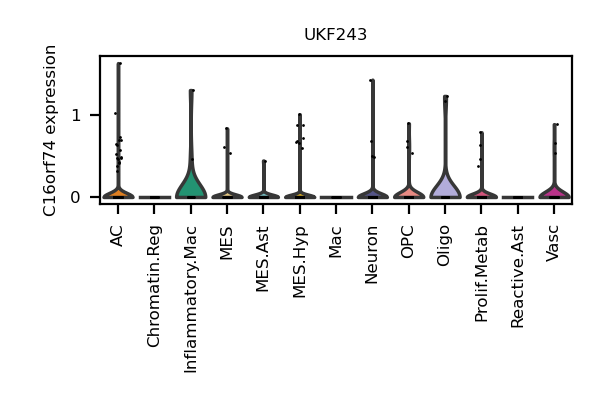 UKF243
C16orf74 expression
1
0
AC
Chromatin.Reg
Inflammatory.Mac
MES
MES.Ast
MES.Hyp
Mac
Neuron
OPC
Oligo
Prolif.Metab
Reactive.Ast
Vasc